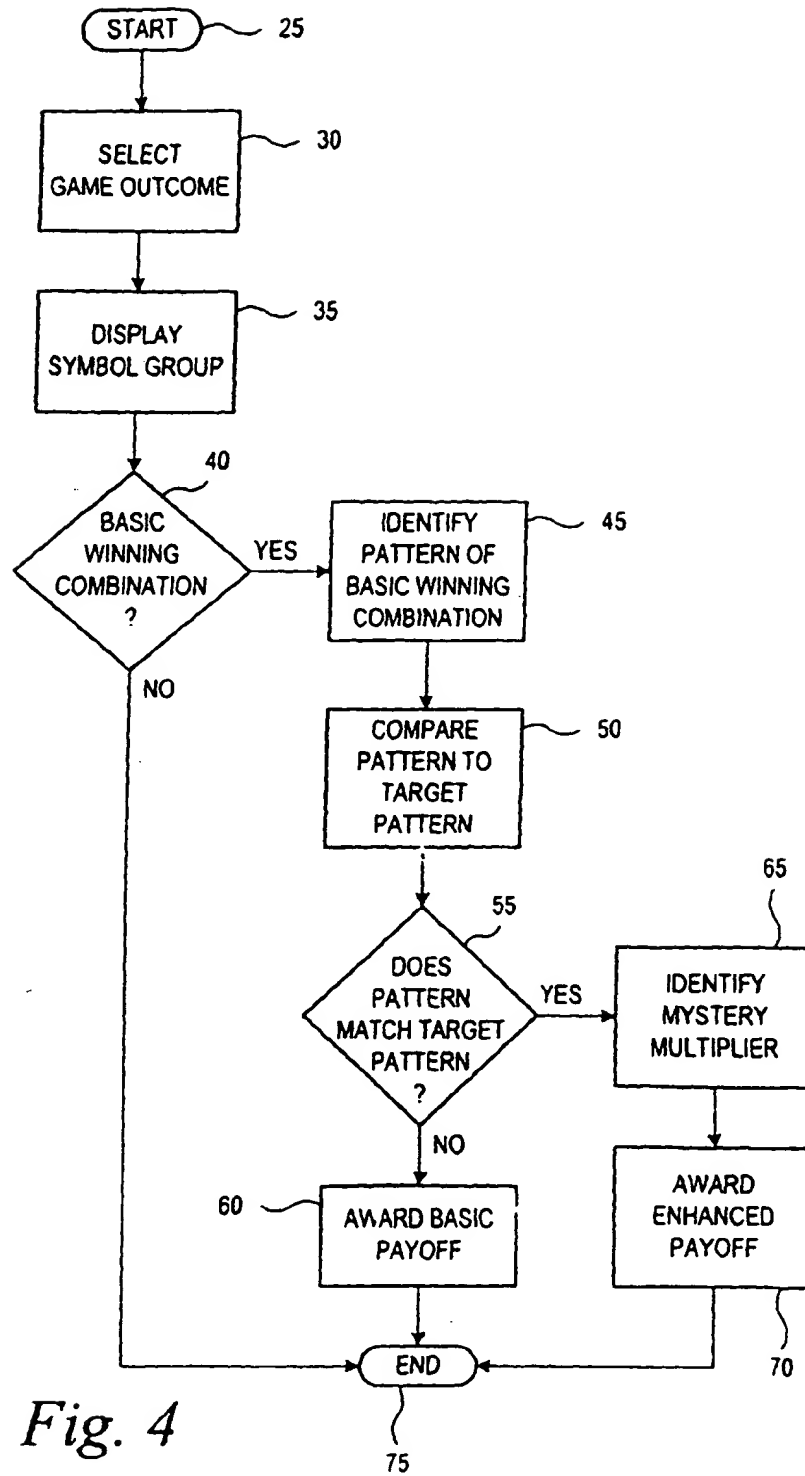 START
25
SELECT
GAME OUTCOME
30
DISPLAY
SYMBOL GROUP
35
40
BASIC
WINNING
COMBINATION
?
YES
NO
IDENTIFY
PATTERN OF
BASIC WINNING
COMBINATION
45
COMPARE
PATTERN TO
TARGET
PATTERN
50
55
DOES
PATTERN
MATCH TARGET
PATTERN
?
YES
NO
65
IDENTIFY
MYSTERY
MULTIPLIER
60
AWARD BASIC
PAYOFF
AWARD
ENHANCED
PAYOFF
70
END
75
Fig. 4